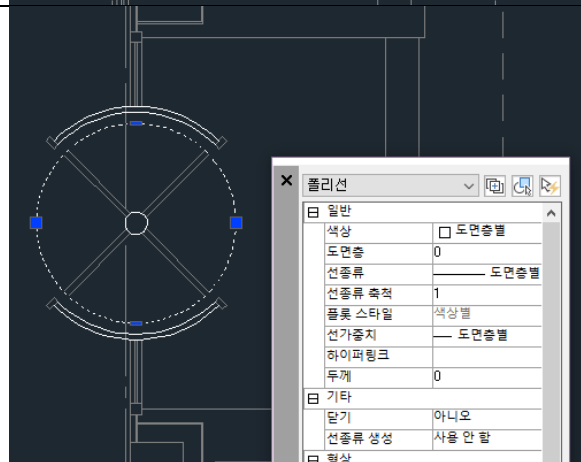 폴리선
일반
색상 도면층별
도면층 0
선종류 도면층별
선종류 축척 1
플롯 스타일 색상별
선가중치 도면층별
하이퍼링크
두께 0
기타
닫기 아니오
선종류 생성 사용 안 함
형상